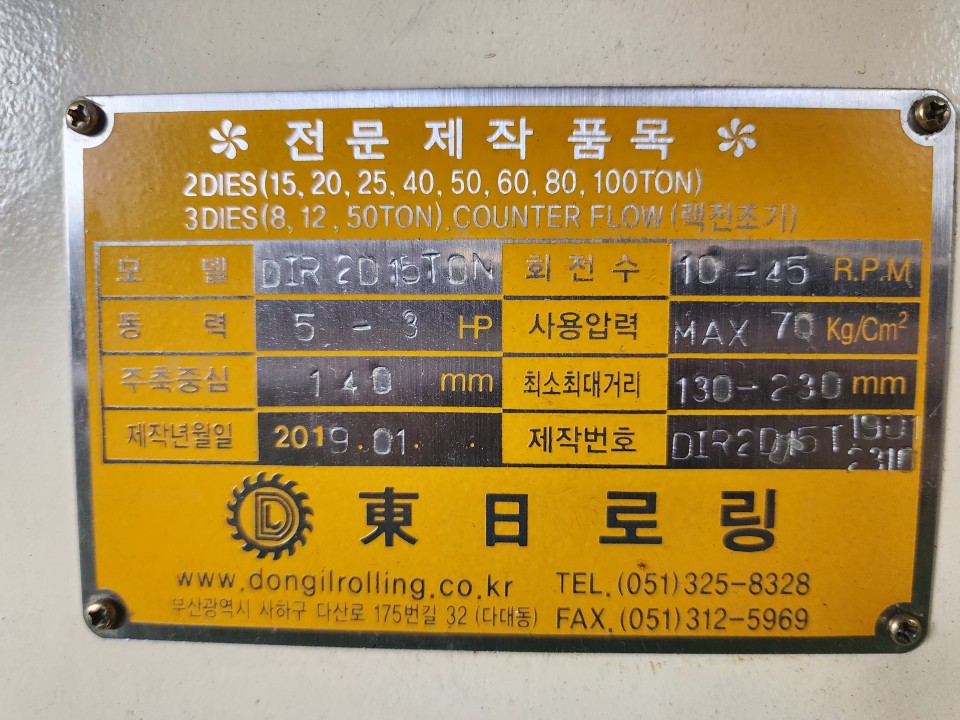 전문 제작 품목
2DIES(15, 20, 25, 40, 50, 60, 80, 100TON)
3DIES(8, 12, 50TON). COUNTER FLOW (랙전조기)
모 델 DIR 2D 15TON 회 전 수 10-45 R.P.M
동 력 5-3 HP 사용압력 MAX 70 Kg/Cm²
주축중심 140 mm 최소최대거리 130-230 mm
제작년월일 2019.01. 제작번호 DIR2D15T
東日로링
www.dongilrolling.co.kr TEL.(051)325-8328
부산광역시 사하구 다산로 175번길 32 (다대동) FAX.(051)312-5969